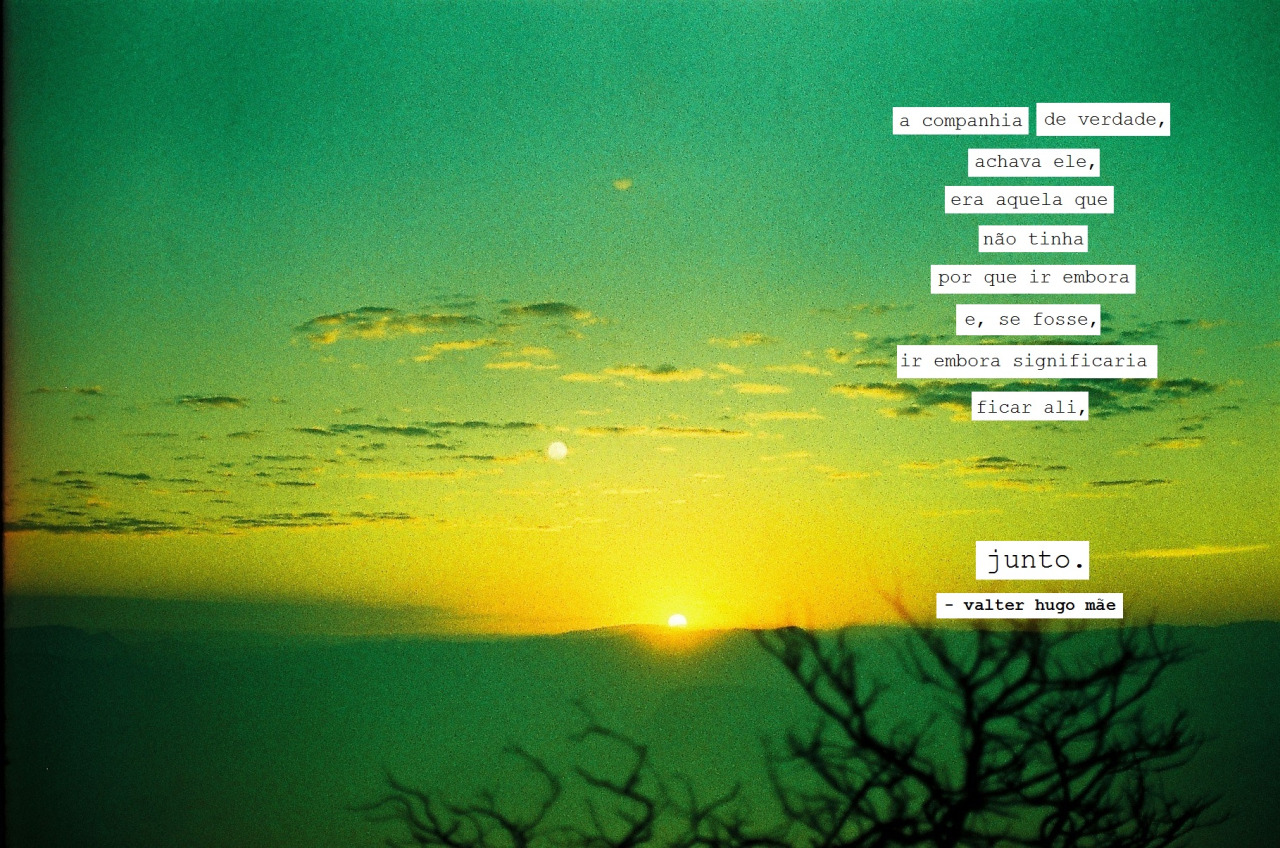 a companhia de verdade,
achava ele,
era aquela que
não tinha
por que ir embora
e, se fosse,
ir embora significaria
ficar ali,
junto.
- valter hugo mãe